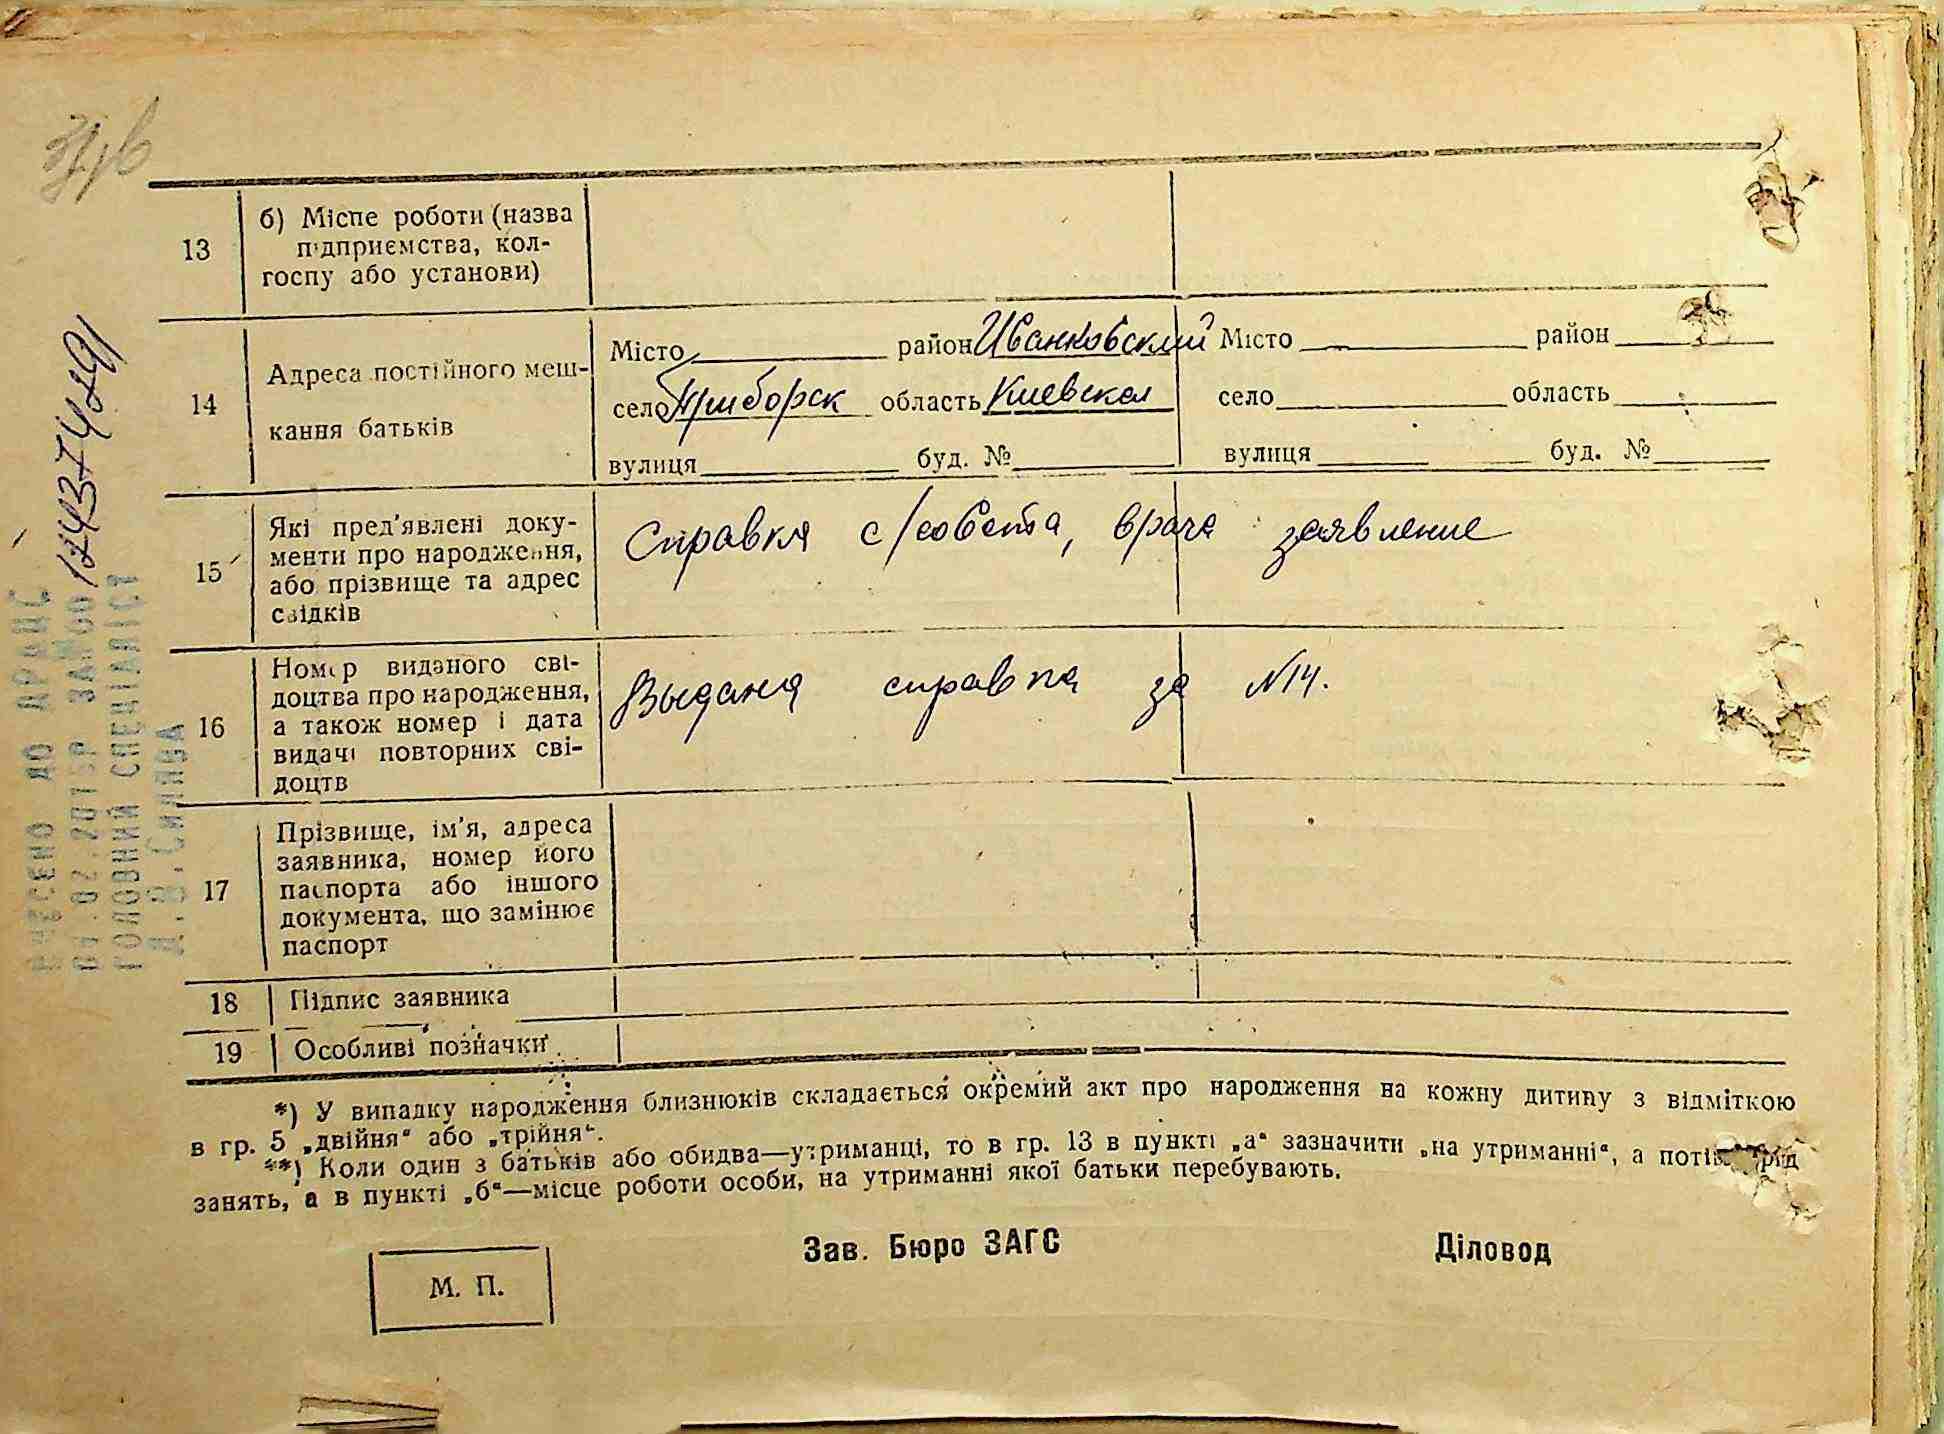 13
б) Місце роботи (назва
підприємства, кол-
госпу або установи)
14
Адреса постійного меш-
кання батьків
Місто район Иванковский
село Приборск область Киевская
вулиця буд. №
Місто район
село область
вулиця буд. №
15
Які пред'явлені доку-
менти про народження,
або прізвище та адрес
свідків
Справка с/совета, врача заявление
16
Номер виданого сві-
доцтва про народження,
а також номер і дата
видачі повторних сві-
доцтв
Выдана справка за №14.
17
Прізвище, ім'я, адреса
заявника, номер його
паспорта або іншого
документа, що замінює
паспорт
18
Підпис заявника
19
Особливі позначки
*) У випадку народження близнюків складається окремий акт про народження на кожну дитину з відміткою
в гр. 5 „двійня“ або „трійня“.
**) Коли один з батьків або обидва—утриманці, то в гр. 13 в пункті „а“ зазначити „на утриманні“, а потім рід
занять, а в пункті „б“—місце роботи особи, на утриманні якої батьки перебувають.
Зав. Бюро ЗАГС
Діловод
М. П.
ВНЕСЕНО ДО ДРАЦС
ГОЛОВНИЙ СПЕЦІАЛІСТ